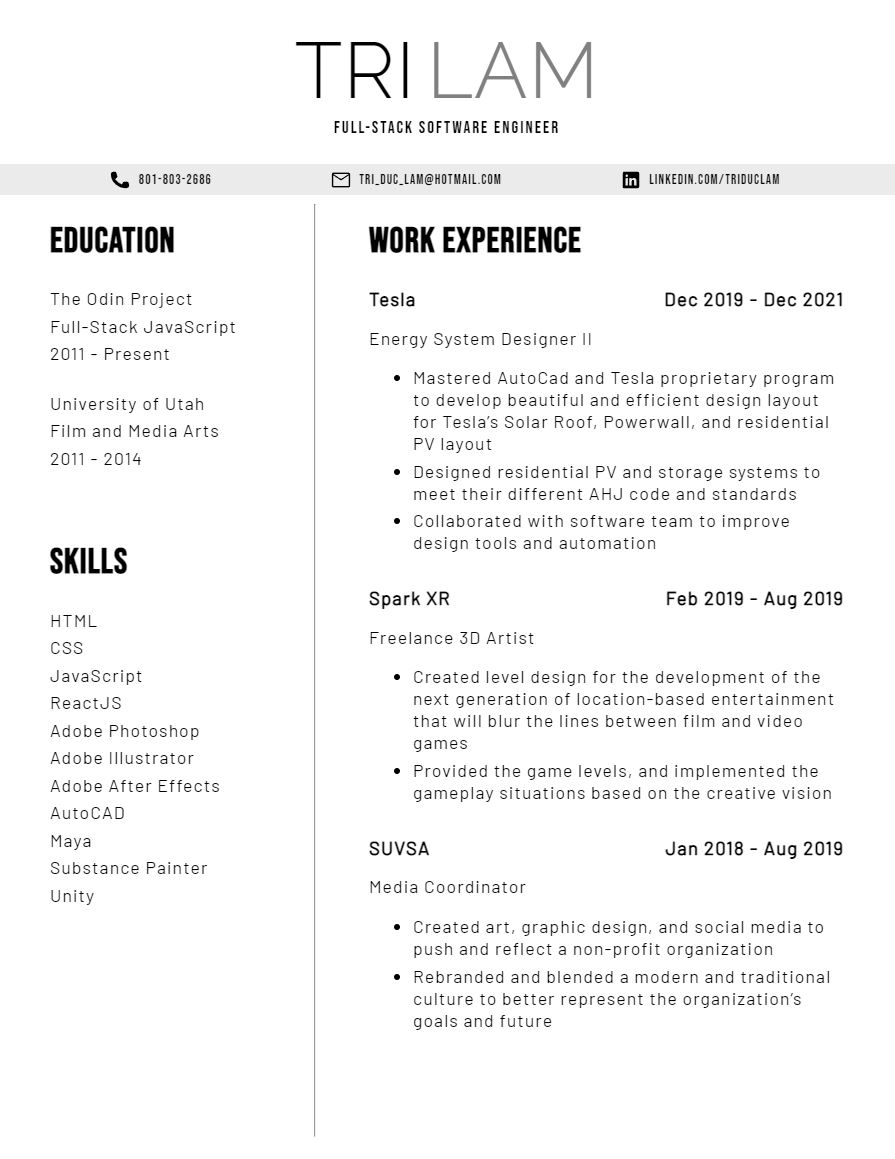 TRI LAM
FULL-STACK SOFTWARE ENGINEER
801-803-2686
TRI_DUC_LAM@HOTMAIL.COM
LINKEDIN.COM/TRIDUCLAM
EDUCATION
The Odin Project
Full-Stack JavaScript
2011 - Present
University of Utah
Film and Media Arts
2011 - 2014
SKILLS
HTML
CSS
JavaScript
ReactJS
Adobe Photoshop
Adobe Illustrator
Adobe After Effects
AutoCAD
Maya
Substance Painter
Unity
WORK EXPERIENCE
Tesla Dec 2019 - Dec 2021
Energy System Designer II
• Mastered AutoCad and Tesla proprietary program
to develop beautiful and efficient design layout
for Tesla’s Solar Roof, Powerwall, and residential
PV layout
• Designed residential PV and storage systems to
meet their different AHJ code and standards
• Collaborated with software team to improve
design tools and automation
Spark XR Feb 2019 - Aug 2019
Freelance 3D Artist
• Created level design for the development of the
next generation of location-based entertainment
that will blur the lines between film and video
games
• Provided the game levels, and implemented the
gameplay situations based on the creative vision
SUVSA Jan 2018 - Aug 2019
Media Coordinator
• Created art, graphic design, and social media to
push and reflect a non-profit organization
• Rebranded and blended a modern and traditional
culture to better represent the organization’s
goals and future